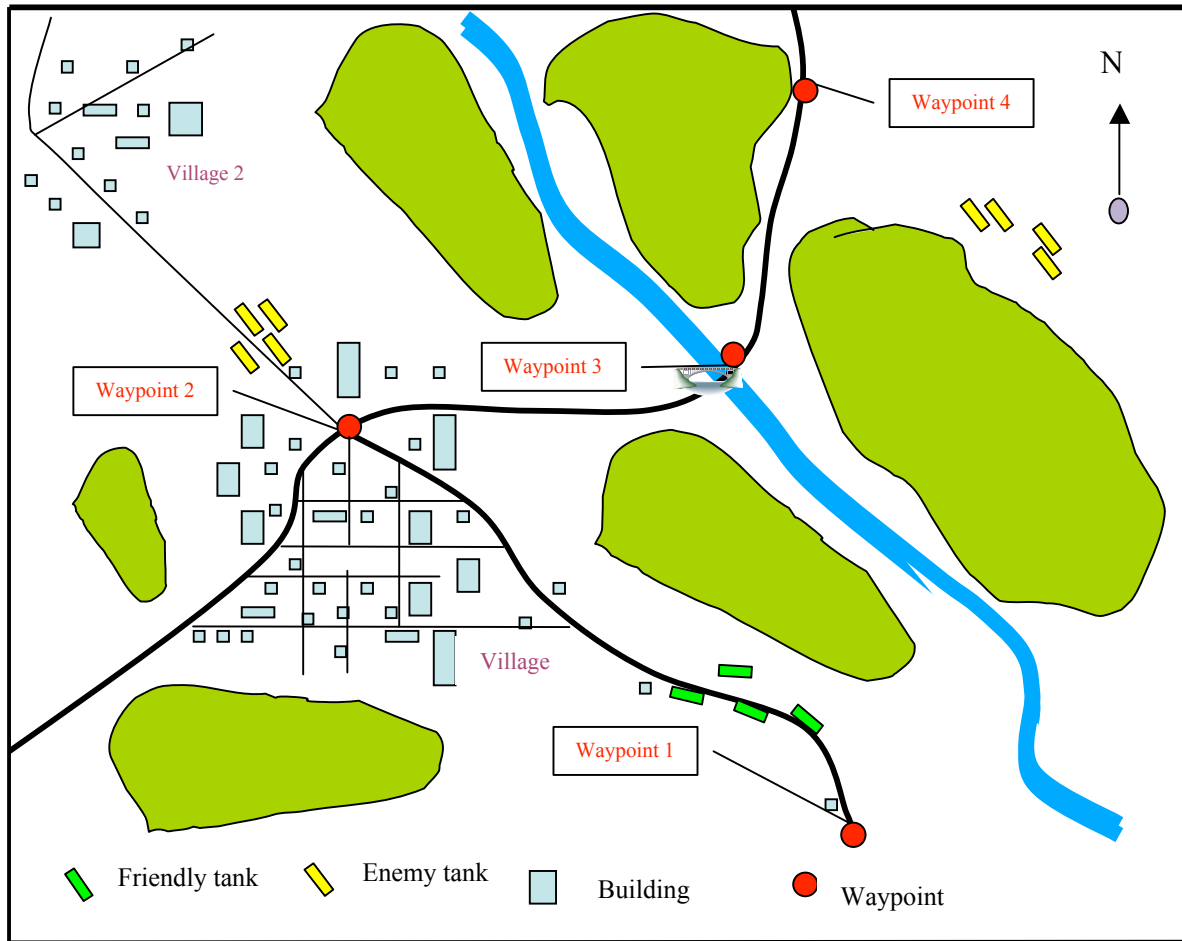 N
Waypoint 4
Village 2
Waypoint 3
Waypoint 2
Village
Waypoint 1
Friendly tank
Enemy tank
Building
Waypoint